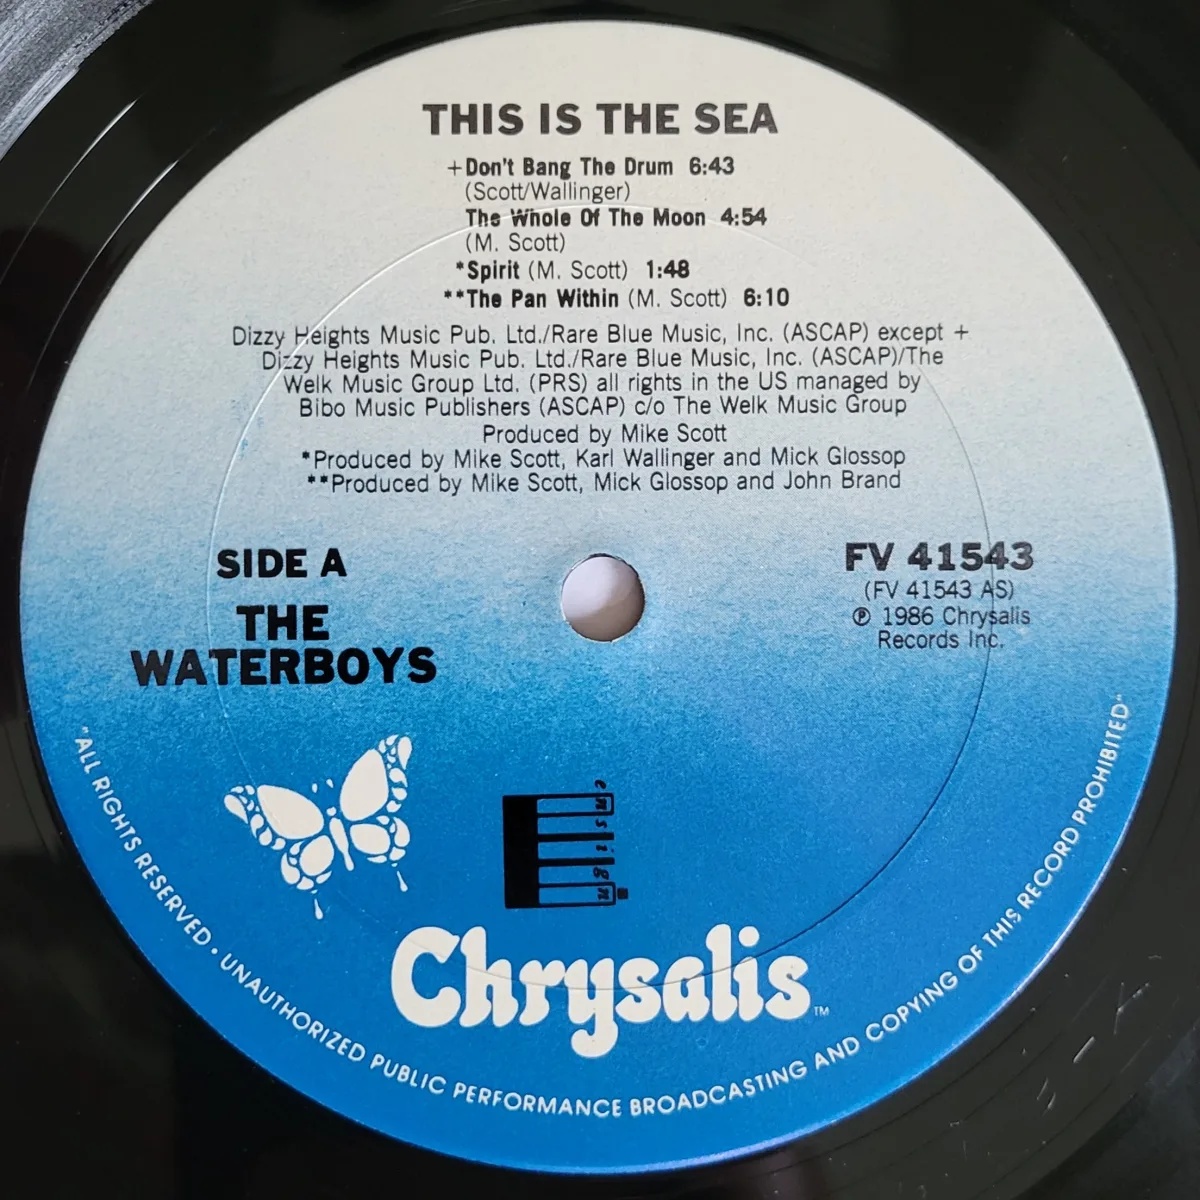 THIS IS THE SEA
+Don't Bang The Drum 6:43
(Scott/Wallinger)
The Whole Of The Moon 4:54
(M. Scott)
*Spirit (M. Scott) 1:48
**The Pan Within (M. Scott) 6:10
Dizzy Heights Music Pub. Ltd./Rare Blue Music, Inc. (ASCAP) except +
Dizzy Heights Music Pub. Ltd./Rare Blue Music, Inc. (ASCAP)/The
Welk Music Group Ltd. (PRS) all rights in the US managed by
Bibo Music Publishers (ASCAP) c/o The Welk Music Group
Produced by Mike Scott
*Produced by Mike Scott, Karl Wallinger and Mick Glossop
**Produced by Mike Scott, Mick Glossop and John Brand
SIDE A
THE
WATERBOYS
FV 41543
(FV 41543 AS)
℗ 1986 Chrysalis
Records Inc.
ensign
Chrysalis™
"ALL RIGHTS RESERVED • UNAUTHORIZED PUBLIC PERFORMANCE BROADCASTING AND COPYING OF THIS RECORD PROHIBITED"